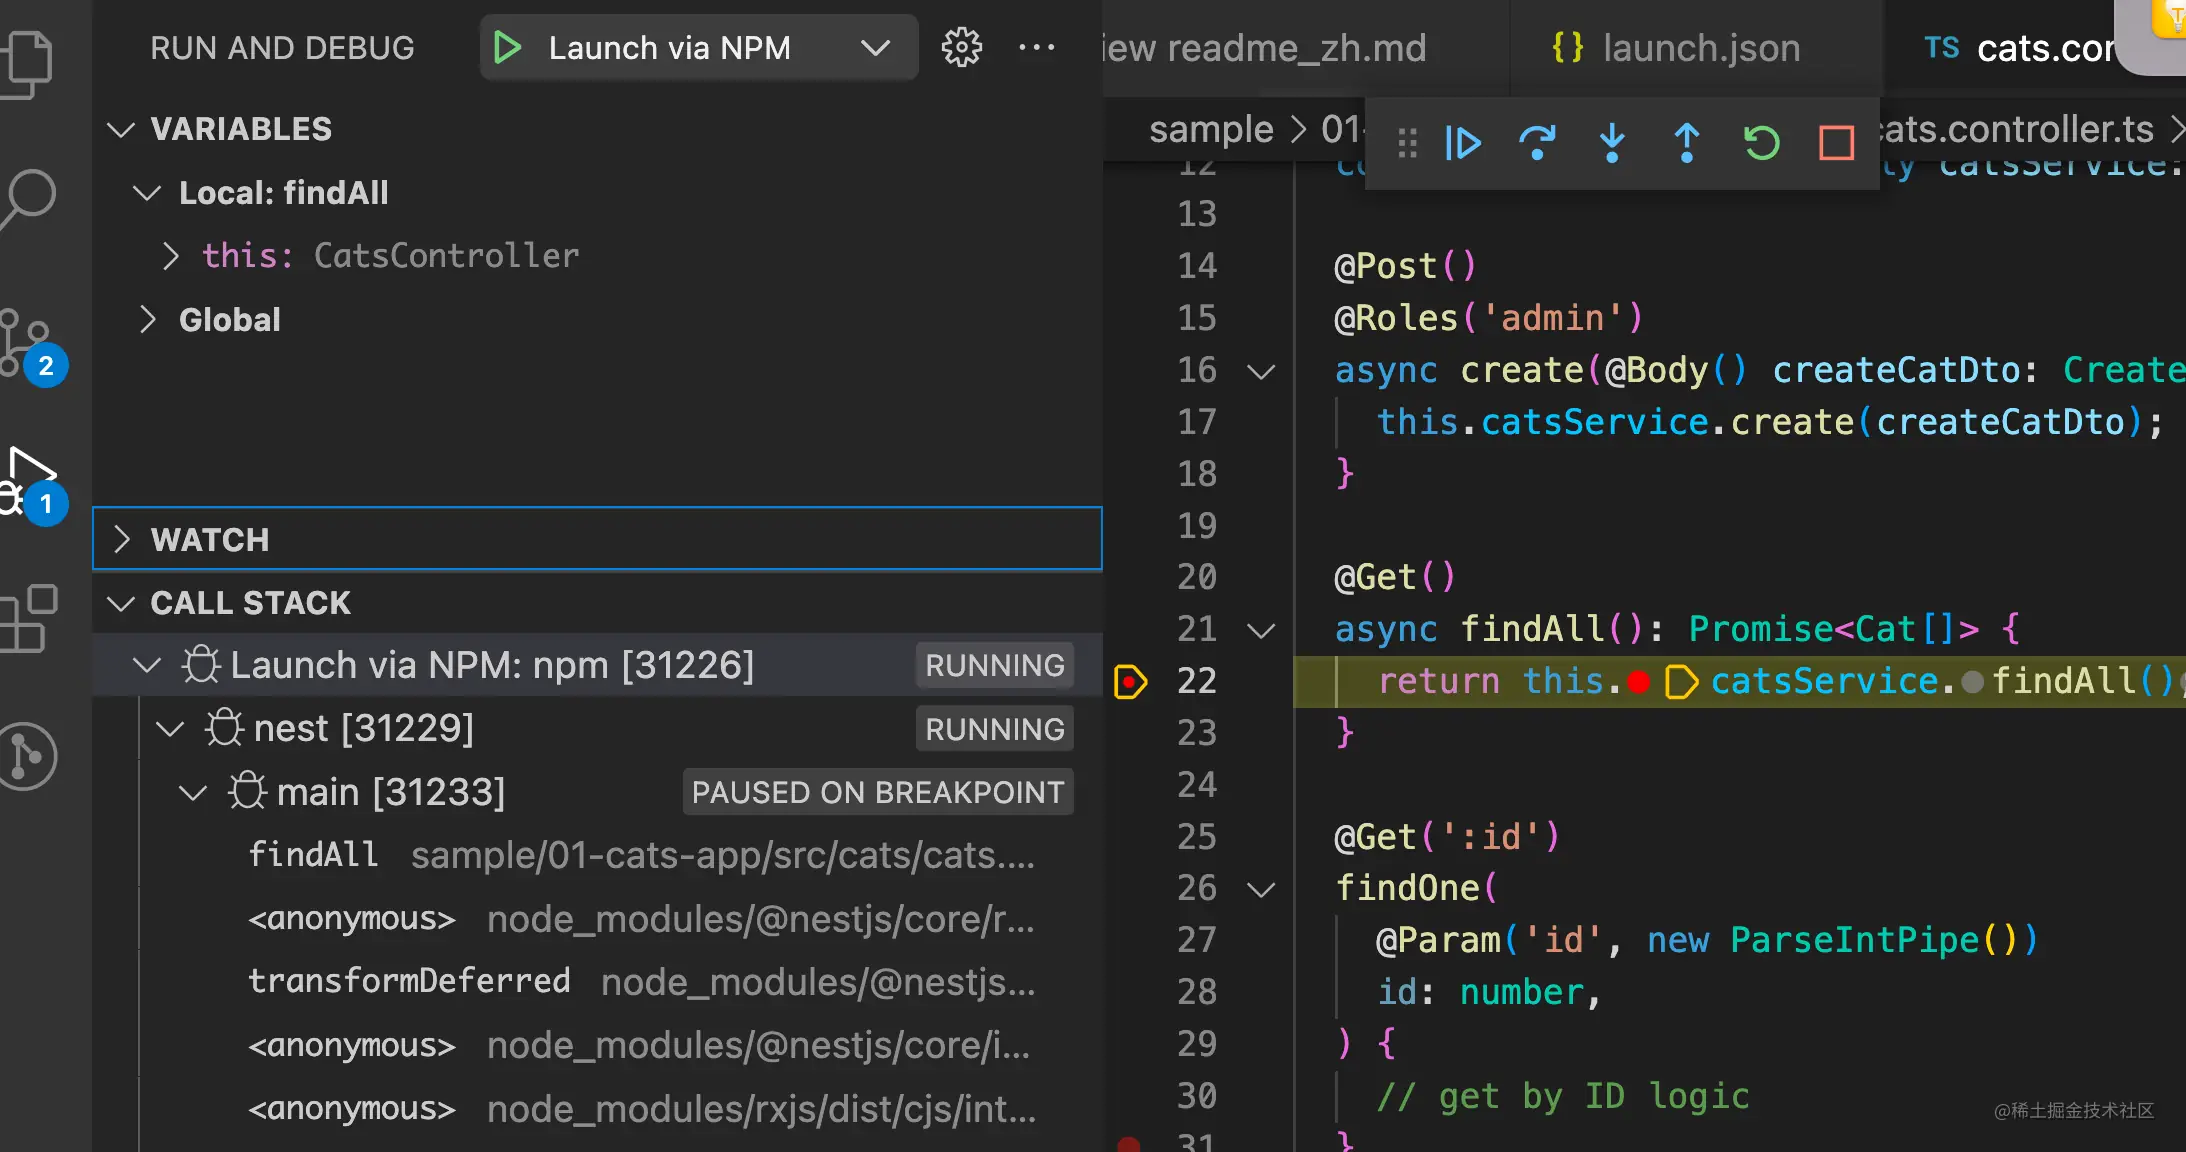 RUN AND DEBUG
Launch via NPM
VARIABLES
Local: findAll
this: CatsController
Global
2
1
WATCH
CALL STACK
Launch via NPM: npm [31226] RUNNING
nest [31229] RUNNING
main [31233] PAUSED ON BREAKPOINT
findAll sample/01-cats-app/src/cats/cats....
<anonymous> node_modules/@nestjs/core/r...
transformDeferred node_modules/@nestjs...
<anonymous> node_modules/@nestjs/core/i...
<anonymous> node_modules/rxjs/dist/cjs/int...
iew readme_zh.md
{} launch.json
TS cats.cor
sample > 01- cats.controller.ts >
12 catsService:
13
14 @Post()
15 @Roles('admin')
16 async create(@Body() createCatDto: Create
17 this.catsService.create(createCatDto);
18 }
19
20 @Get()
21 async findAll(): Promise<Cat[]> {
22 return this.catsService.findAll();
23 }
24
25 @Get(':id')
26 findOne(
27 @Param('id', new ParseIntPipe())
28 id: number,
29 ) {
30 // get by ID logic
31 }
@稀土掘金技术社区